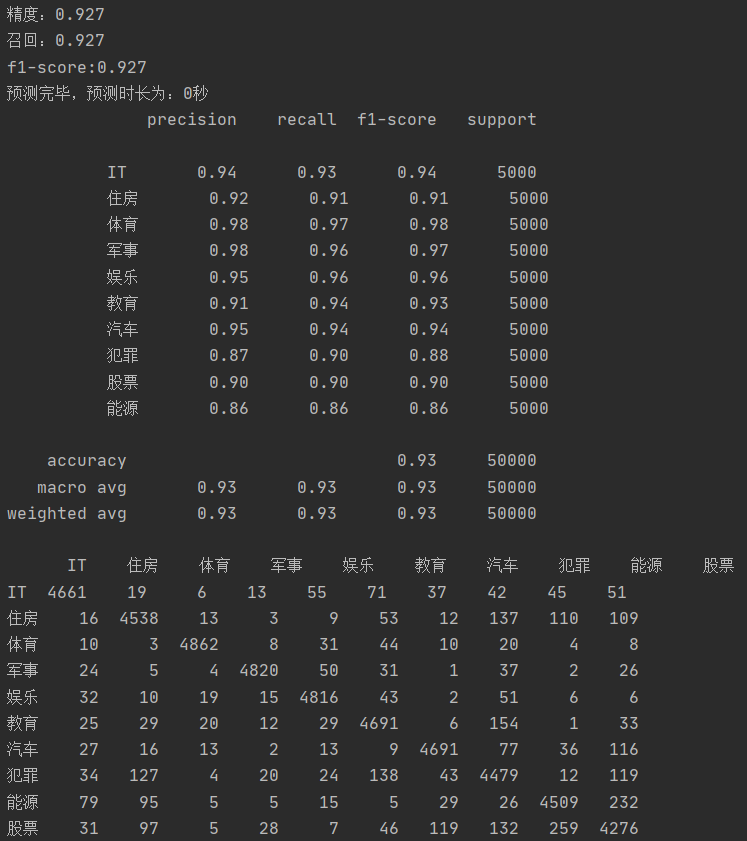 精度：0.927
召回：0.927
f1-score:0.927
预测完毕，预测时长为：0秒
precision recall f1-score support
IT 0.94 0.93 0.94 5000
住房 0.92 0.91 0.91 5000
体育 0.98 0.97 0.98 5000
军事 0.98 0.96 0.97 5000
娱乐 0.95 0.96 0.96 5000
教育 0.91 0.94 0.93 5000
汽车 0.95 0.94 0.94 5000
犯罪 0.87 0.90 0.88 5000
股票 0.90 0.90 0.90 5000
能源 0.86 0.86 0.86 5000
accuracy 0.93 50000
macro avg 0.93 0.93 0.93 50000
weighted avg 0.93 0.93 0.93 50000
IT 住房 体育 军事 娱乐 教育 汽车 犯罪 能源 股票
IT 4661 19 6 13 55 71 37 42 45 51
住房 16 4538 13 3 9 53 12 137 110 109
体育 10 3 4862 8 31 44 10 20 4 8
军事 24 5 4 4820 50 31 1 37 2 26
娱乐 32 10 19 15 4816 43 2 51 6 6
教育 25 29 20 12 29 4691 6 154 1 33
汽车 27 16 13 2 13 9 4691 77 36 116
犯罪 34 127 4 20 24 138 43 4479 12 119
能源 79 95 5 5 15 5 29 26 4509 232
股票 31 97 5 28 7 46 119 132 259 4276